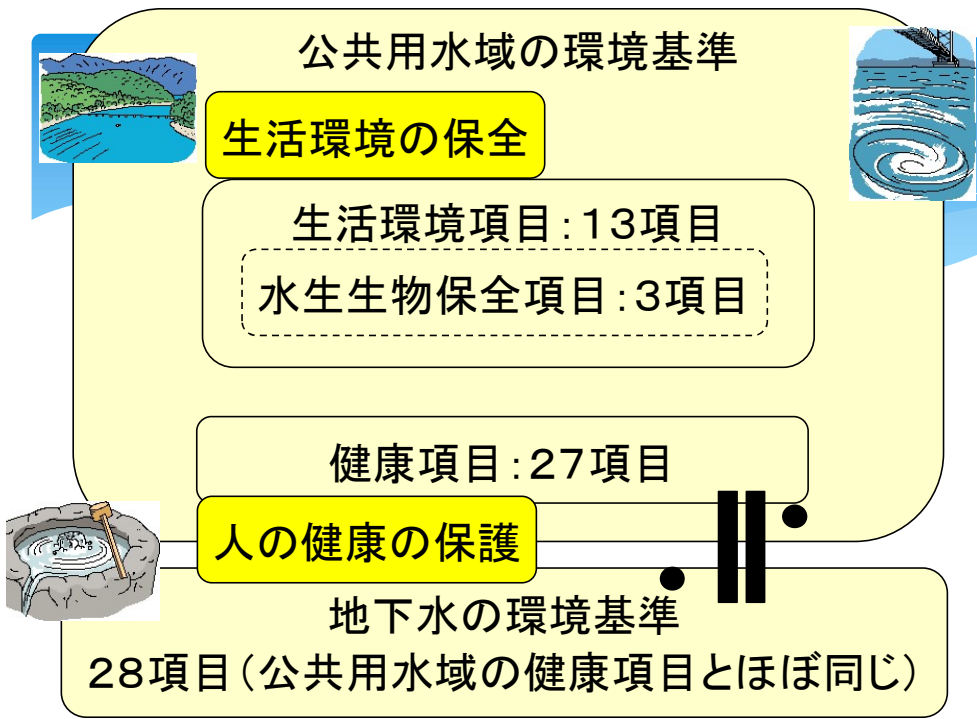 公共用水域の環境基準
生活環境の保全
生活環境項目：１３項目
水生生物保全項目：３項目
健康項目：２７項目
人の健康の保護
地下水の環境基準
２８項目（公共用水域の健康項目とほぼ同じ）